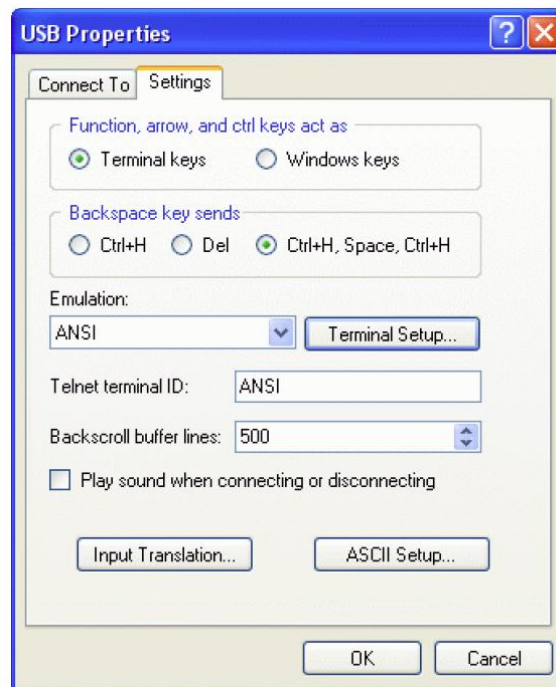 USB Properties
Connect To Settings
Function, arrow, and ctrl keys act as
Terminal keys Windows keys
Backspace key sends
Ctrl+H Del Ctrl+H, Space, Ctrl+H
Emulation:
ANSI Terminal Setup...
Telnet terminal ID: ANSI
Backscroll buffer lines: 500
Play sound when connecting or disconnecting
Input Translation... ASCII Setup...
OK Cancel